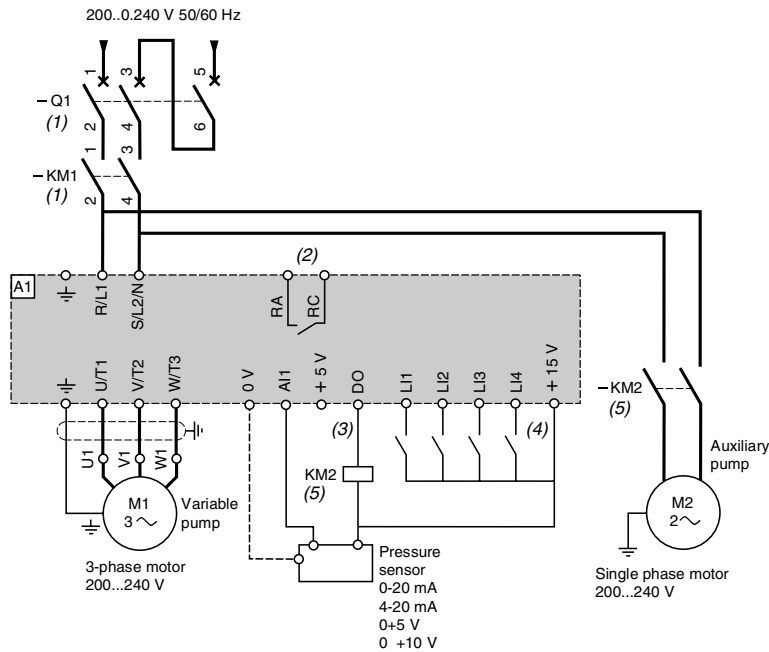 200..0.240 V 50/60 Hz
1 3 5
– Q1
(1)
2 4 6
1 3
– KM1
(1)
2 4
(2)
A1
R/L1 S/L2/N RA RC
U/T1 V/T2 W/T3 0 V AI1 + 5 V DO LI1 LI2 LI3 LI4 + 15 V
(3) (4)
– KM2
(5)
U1 V1 W1
KM2
(5)
Auxiliary
pump
M1
3
Variable
pump
M2
2
3-phase motor
200...240 V
Pressure
sensor
0-20 mA
4-20 mA
0+5 V
0 +10 V
Single phase motor
200...240 V